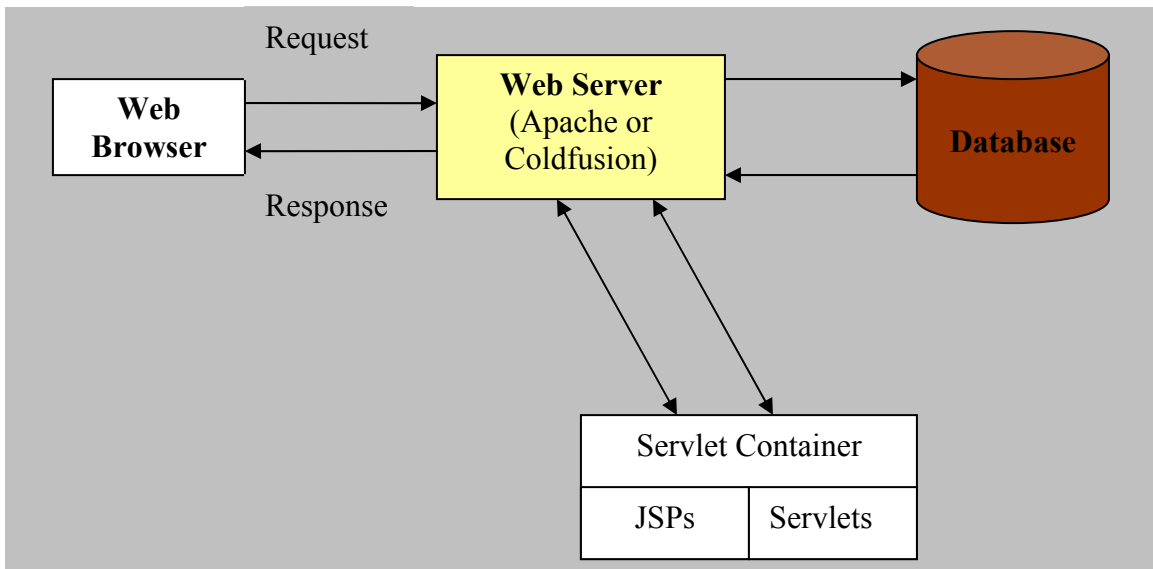 Request
Web
Browser
Response
Web Server
(Apache or
Coldfusion)
Database
Servlet Container
JSPs
Servlets